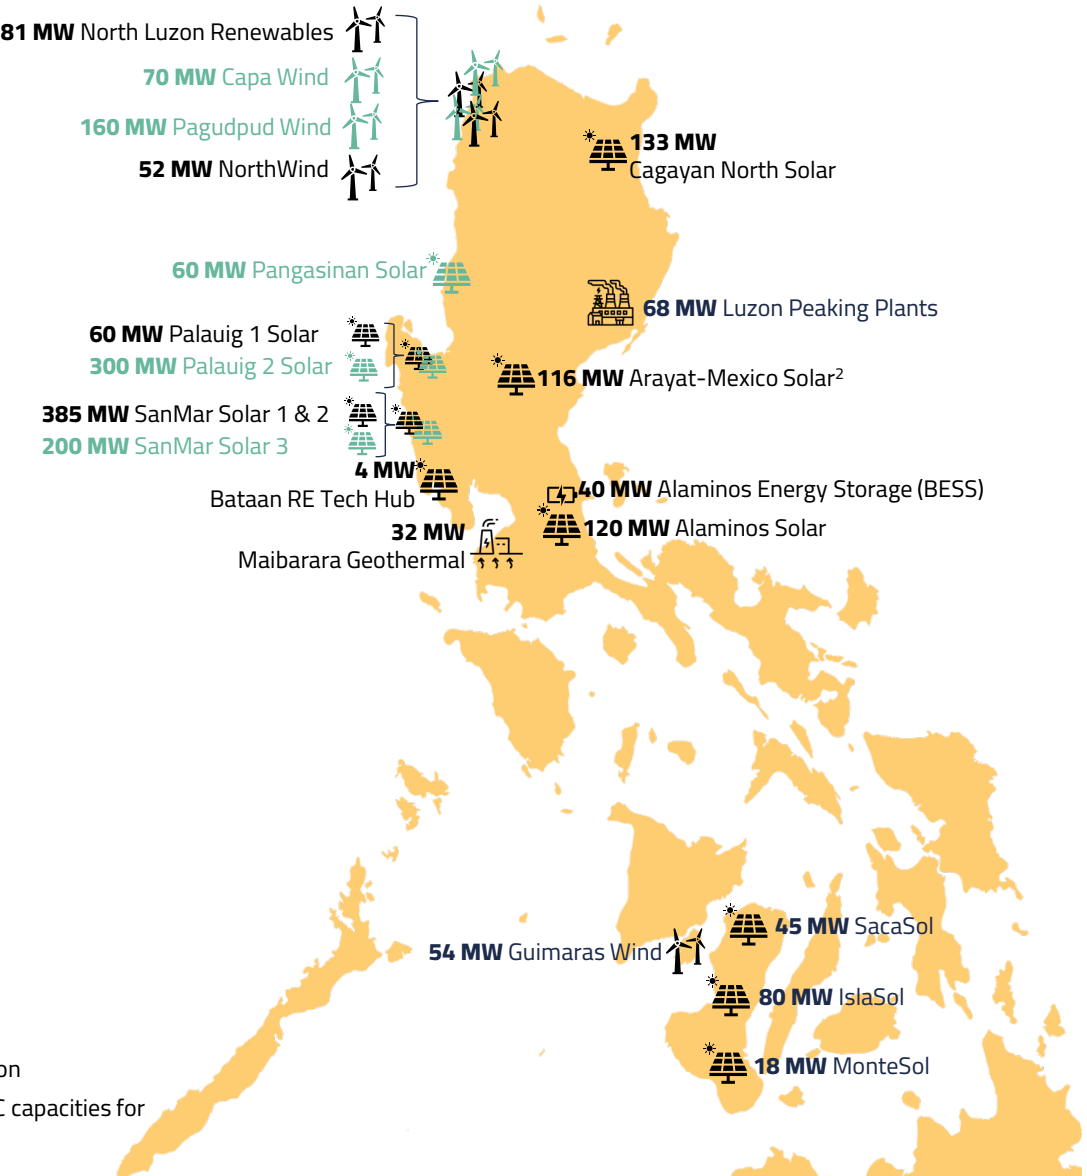 81 MW North Luzon Renewables
70 MW Capa Wind
160 MW Pagudpud Wind
52 MW NorthWind
133 MW
Cagayan North Solar
60 MW Pangasinan Solar
68 MW Luzon Peaking Plants
60 MW Palauig 1 Solar
300 MW Palauig 2 Solar
116 MW Arayat-Mexico Solar²
385 MW SanMar Solar 1 & 2
200 MW SanMar Solar 3
4 MW
Bataan RE Tech Hub
40 MW Alaminos Energy Storage (BESS)
120 MW Alaminos Solar
32 MW
Maibarara Geothermal
45 MW SacaSol
54 MW Guimaras Wind
80 MW IslaSol
18 MW MonteSol
on
C capacities for